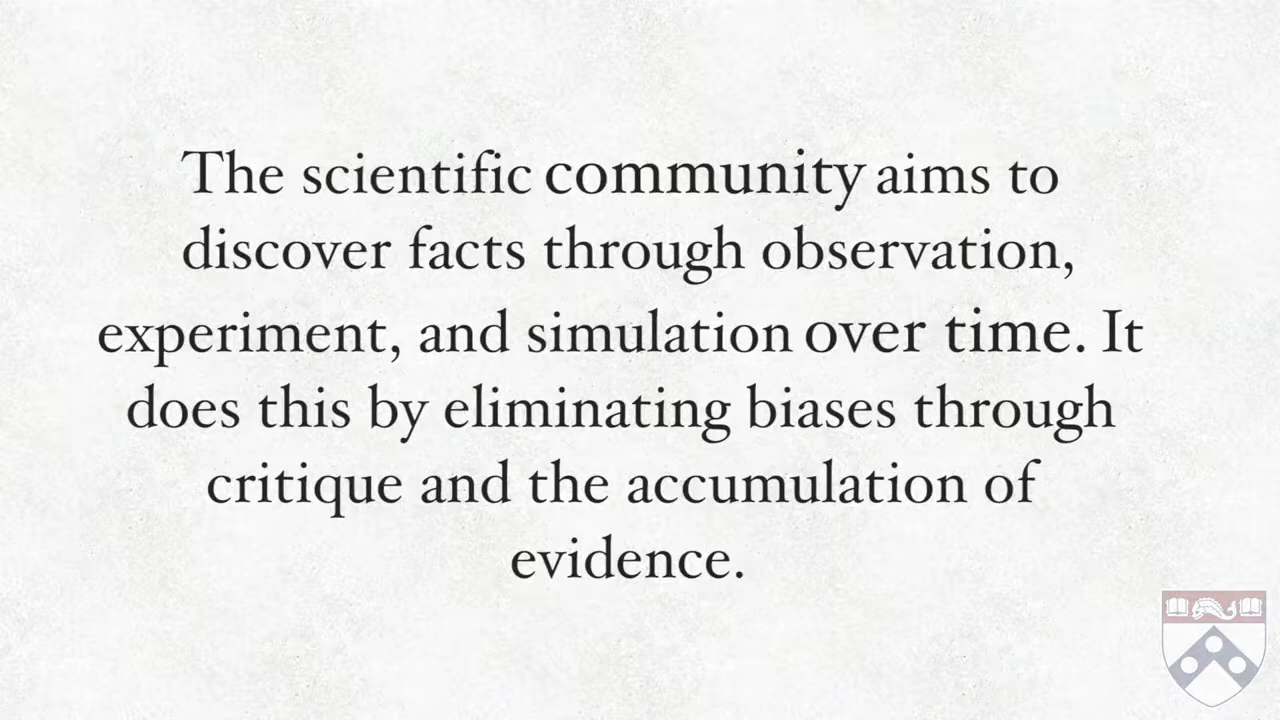 The scientific community aims to
discover facts through observation,
experiment, and simulation over time. It
does this by eliminating biases through
critique and the accumulation of
evidence.